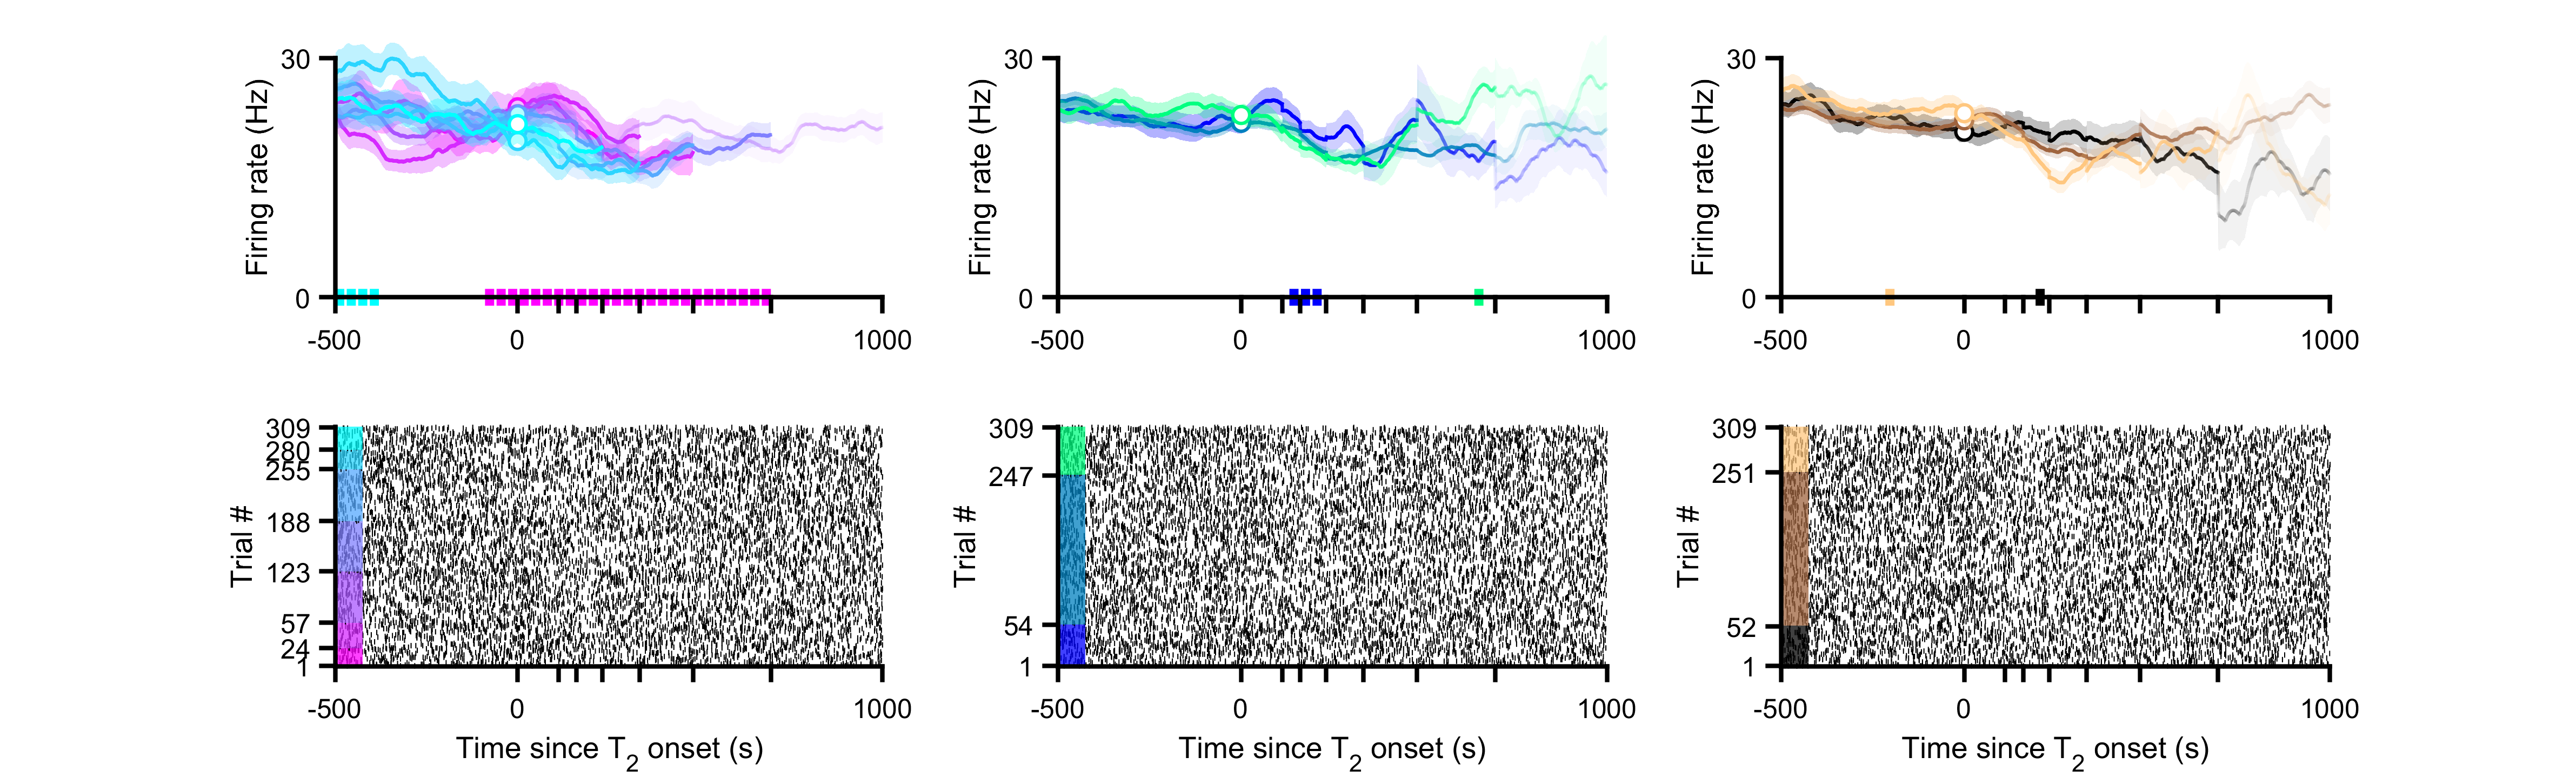 30
Firing rate (Hz)
0
-500 0 1000
30
Firing rate (Hz)
0
-500 0 1000
30
Firing rate (Hz)
0
-500 0 1000
309
280
255
188
123
57
24
1
Trial #
-500 0 1000
Time since T2 onset (s)
309
247
54
1
Trial #
-500 0 1000
Time since T2 onset (s)
309
251
52
1
Trial #
-500 0 1000
Time since T2 onset (s)